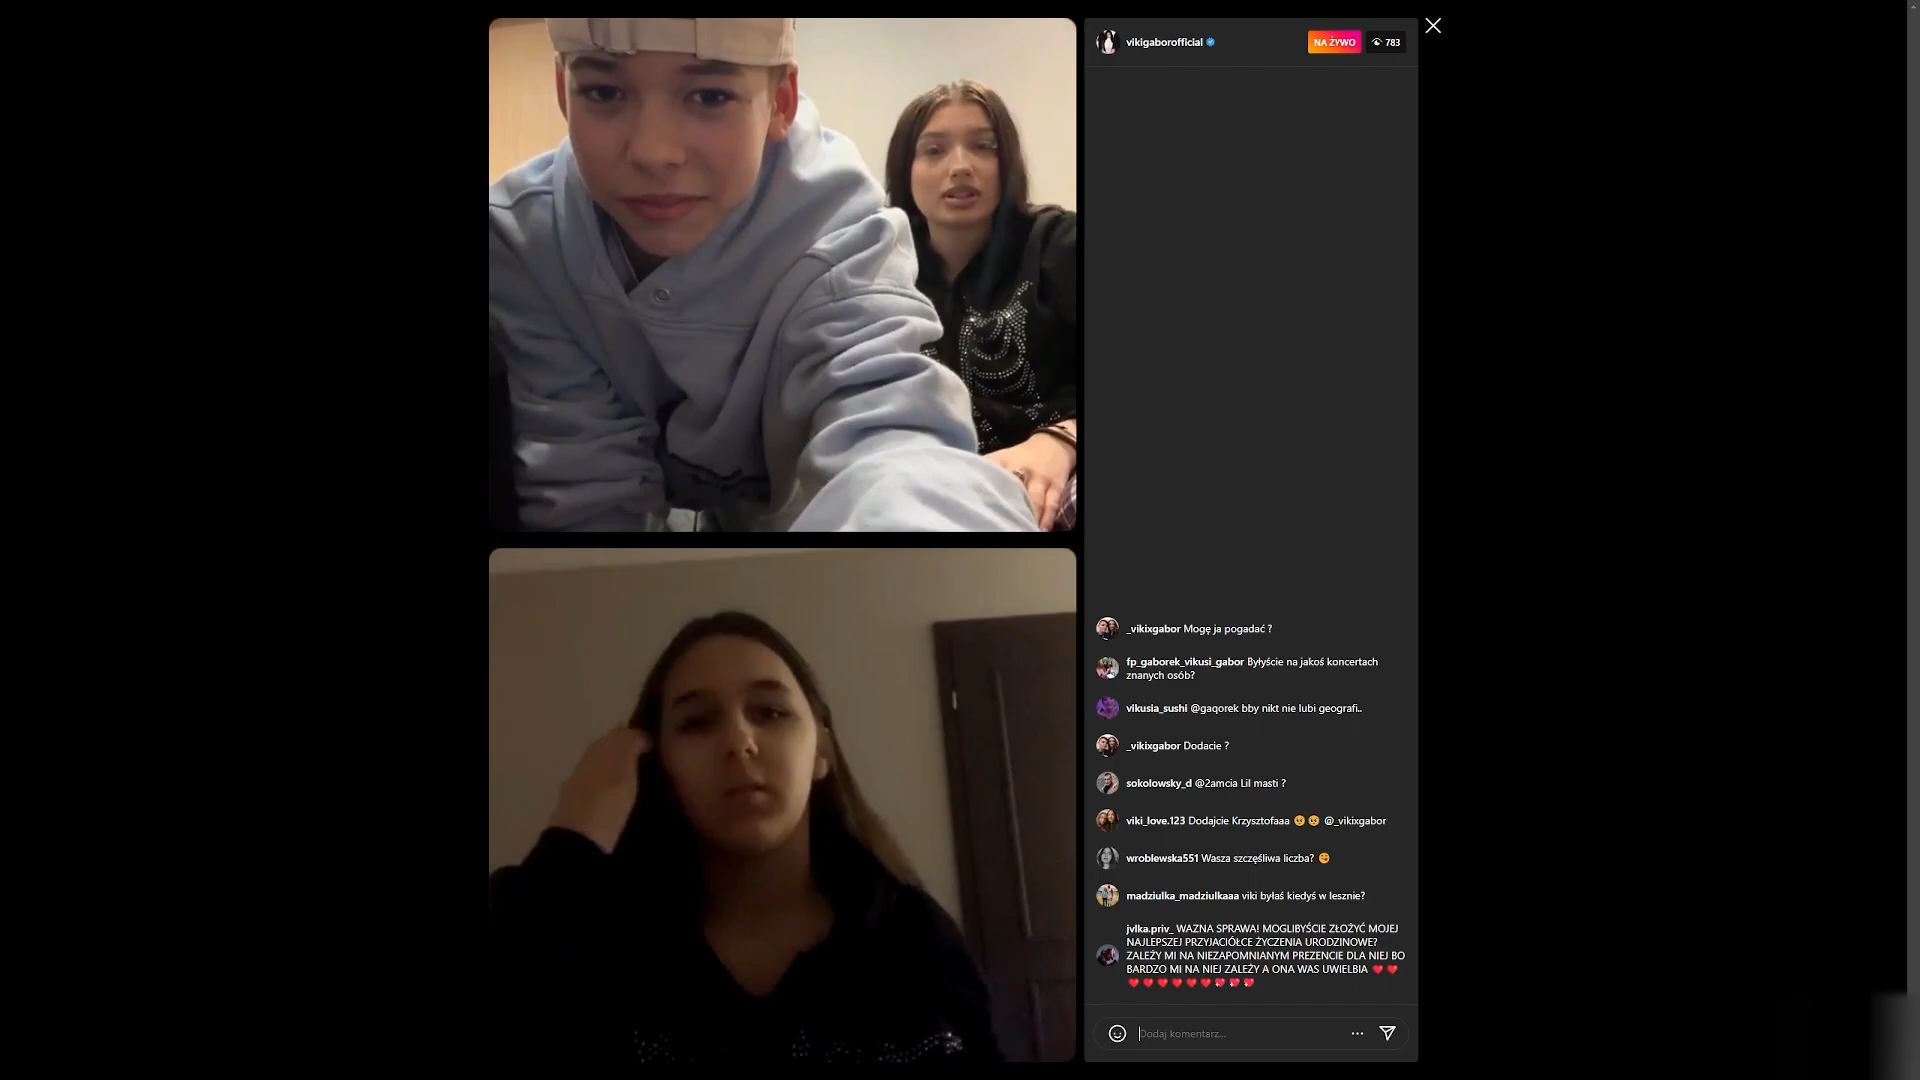 vikigaborofficial
NA ŻYWO
783
_vikixgabor Mogę ja pogadać ?
fp_gaborek_vikusi_gabor Byłyście na jakoś koncertach
znanych osób?
vikusia_sushi @gaqorek bby nikt nie lubi geografi..
_vikixgabor Dodacie ?
sokolowsky_d @2amcia Lil masti ?
viki_love.123 Dodajcie Krzysztofaaa 🥺🥺 @_vikixgabor
wroblewska551 Wasza szczęśliwa liczba? 🥰
madziulka_madziulkaaa viki byłaś kiedyś w lesznie?
jvlka.priv_ WAZNA SPRAWA! MOGLIBYŚCIE ZŁOŻYĆ MOJEJ
NAJLEPSZEJ PRZYJACIÓŁCE ŻYCZENIA URODZINOWE?
ZALEŻY MI NA NIEZAPOMNIANYM PREZENCIE DLA NIEJ BO
BARDZO MI NA NIEJ ZALEŻY A ONA WAS UWIELBIA ❤️❤️
❤️❤️❤️❤️❤️❤️💖💖💖
Dodaj komentarz...